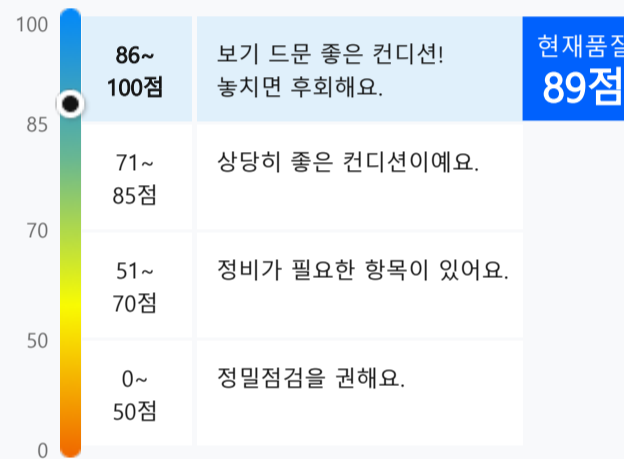 100
86~
100점
보기 드문 좋은 컨디션!
놓치면 후회해요.
현재품질
89점
85
71~
85점
상당히 좋은 컨디션이예요.
70
51~
70점
정비가 필요한 항목이 있어요.
50
0~
50점
정밀점검을 권해요.
0